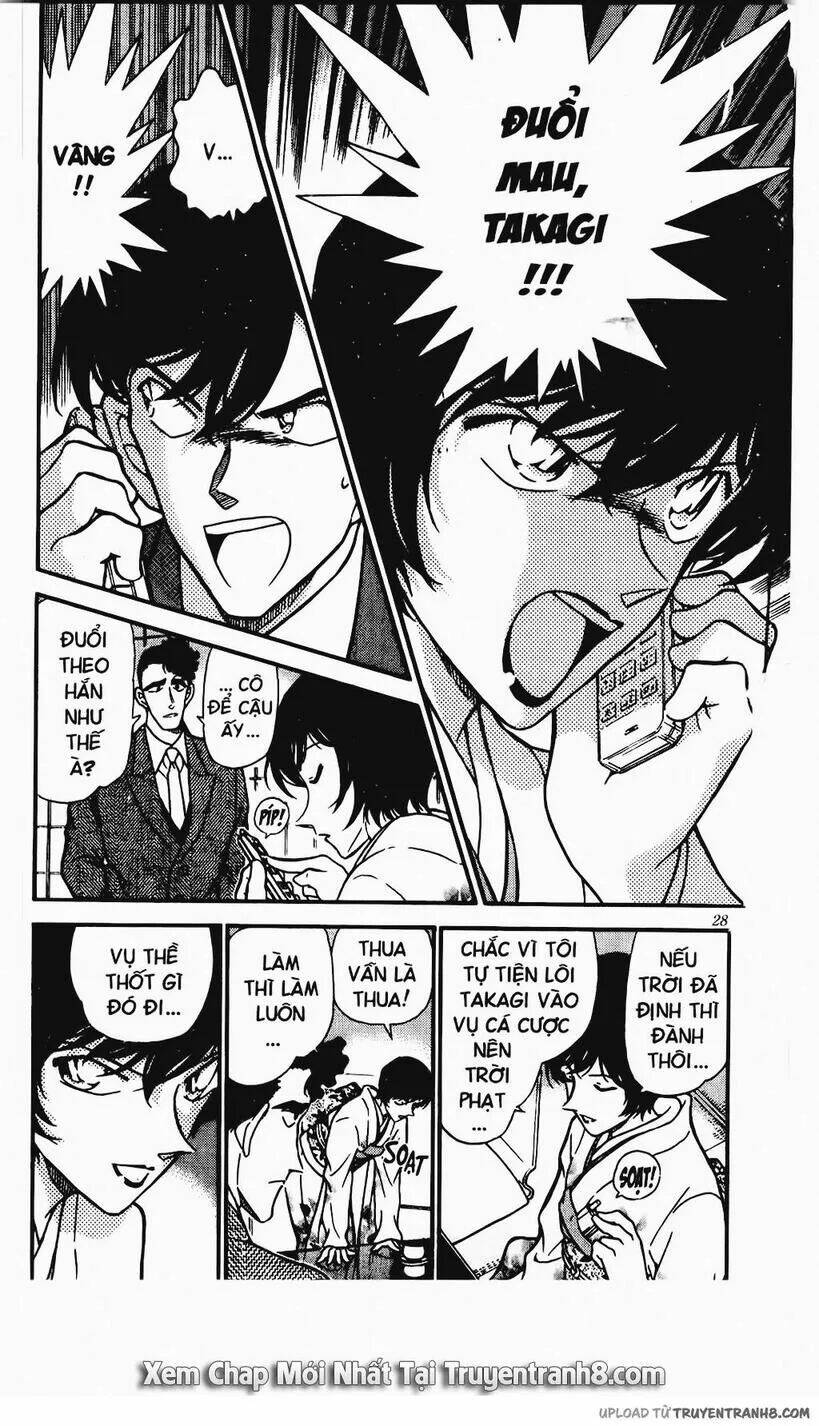 ĐUỔI
MAU,
TAKAGI
!!!
V...
VÂNG
!!
... CÔ
ĐỂ CẬU
ẤY...
ĐUỔI
THEO
HẮN
NHƯ
THẾ
À?
PÍP!
28
NẾU
TRỜI ĐÃ
ĐỊNH THÌ
ĐÀNH
THÔI...
CHẮC VÌ TÔI
TỰ TIỆN LÔI
TAKAGI VÀO
VỤ CÁ CƯỢC
NÊN
TRỜI
PHẠT
...
SOẠT!
THUA
VẪN LÀ
THUA!
LÀM
THÌ LÀM
LUÔN
...
SOẠT
VỤ THỀ
THỐT GÌ
ĐÓ ĐI...
Xem Chap Mới Nhất Tại Truyentranh8.com
UPLOAD TỪ TRUYENTRANH8.COM